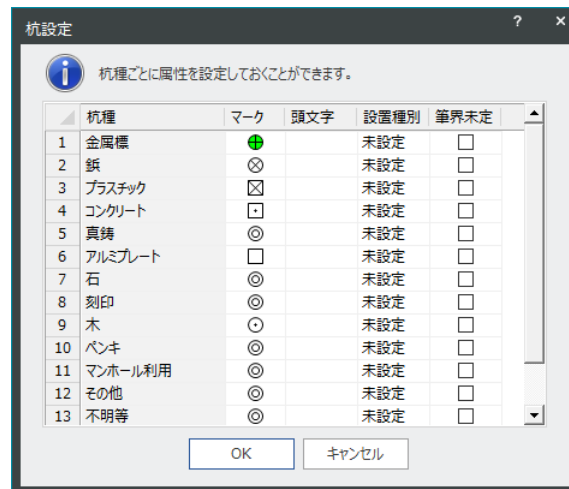 杭設定
杭種ごとに属性を設定しておくことができます。
杭種 マーク 頭文字 設置種別 筆界未定
1 金属標 未設定
2 鋲 未設定
3 プラスチック 未設定
4 コンクリート 未設定
5 真鋳 未設定
6 アルミプレート 未設定
7 石 未設定
8 刻印 未設定
9 木 未設定
10 ペンキ 未設定
11 マンホール利用 未設定
12 その他 未設定
13 不明等 未設定
OK キャンセル